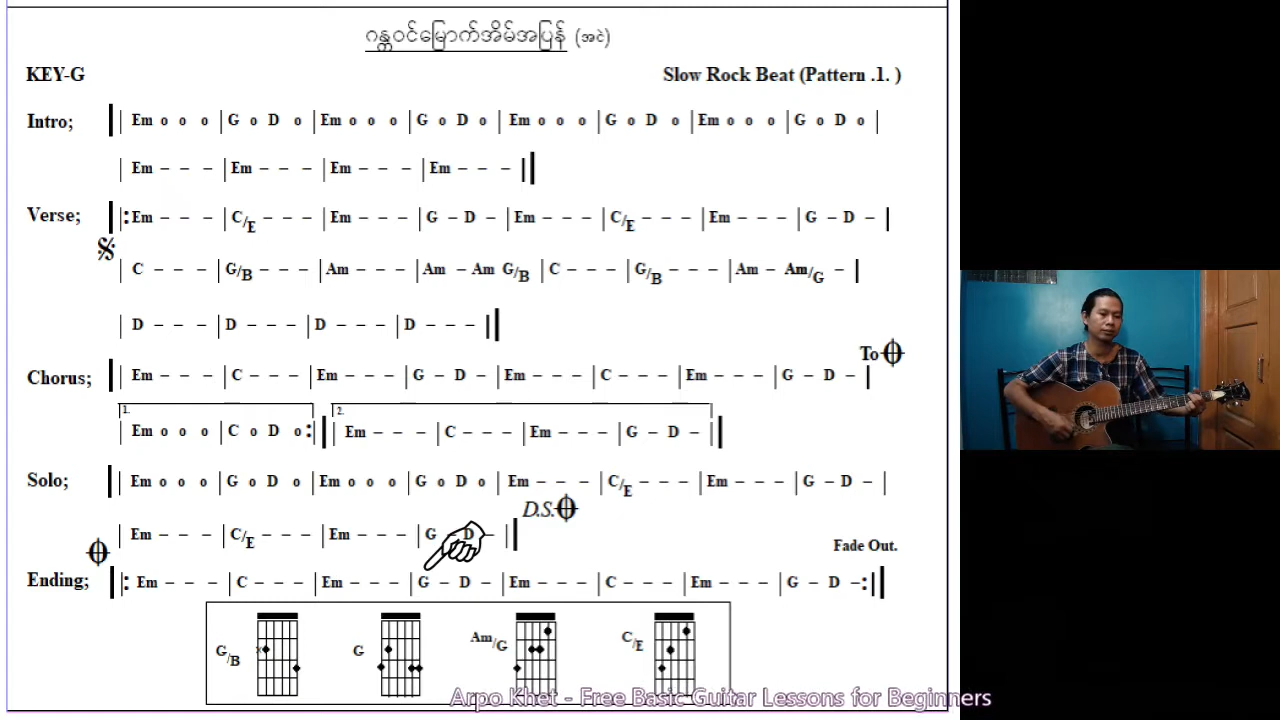 ဂန္တဝင်မြောက်အိမ်အပြန် (အငဲ)
KEY-G
Slow Rock Beat (Pattern .1. )
Intro; | Em o o o | G o D o | Em o o o | G o D o | Em o o o | G o D o | Em o o o | G o D o |
| Em – – – | Em – – – | Em – – – | Em – – – ||
Verse; |: Em – – – | C/E – – – | Em – – – | G – D – | Em – – – | C/E – – – | Em – – – | G – D – |
| C – – – | G/B – – – | Am – – – | Am – Am G/B | C – – – | G/B – – – | Am – Am/G – |
| D – – – | D – – – | D – – – | D – – – ||
To
Chorus; | Em – – – | C – – – | Em – – – | G – D – | Em – – – | C – – – | Em – – – | G – D – |
1. 2.
| Em o o o | C o D o :| | Em – – – | C – – – | Em – – – | G – D – ||
Solo; | Em o o o | G o D o | Em o o o | G o D o | Em – – – | C/E – – – | Em – – – | G – D – |
D.S.
| Em – – – | C/E – – – | Em – – – | G – D – ||
Fade Out.
Ending; |: Em – – – | C – – – | Em – – – | G – D – | Em – – – | C – – – | Em – – – | G – D – :||
G/B G Am/G C/E
Arpo Khet - Free Basic Guitar Lessons for Beginners